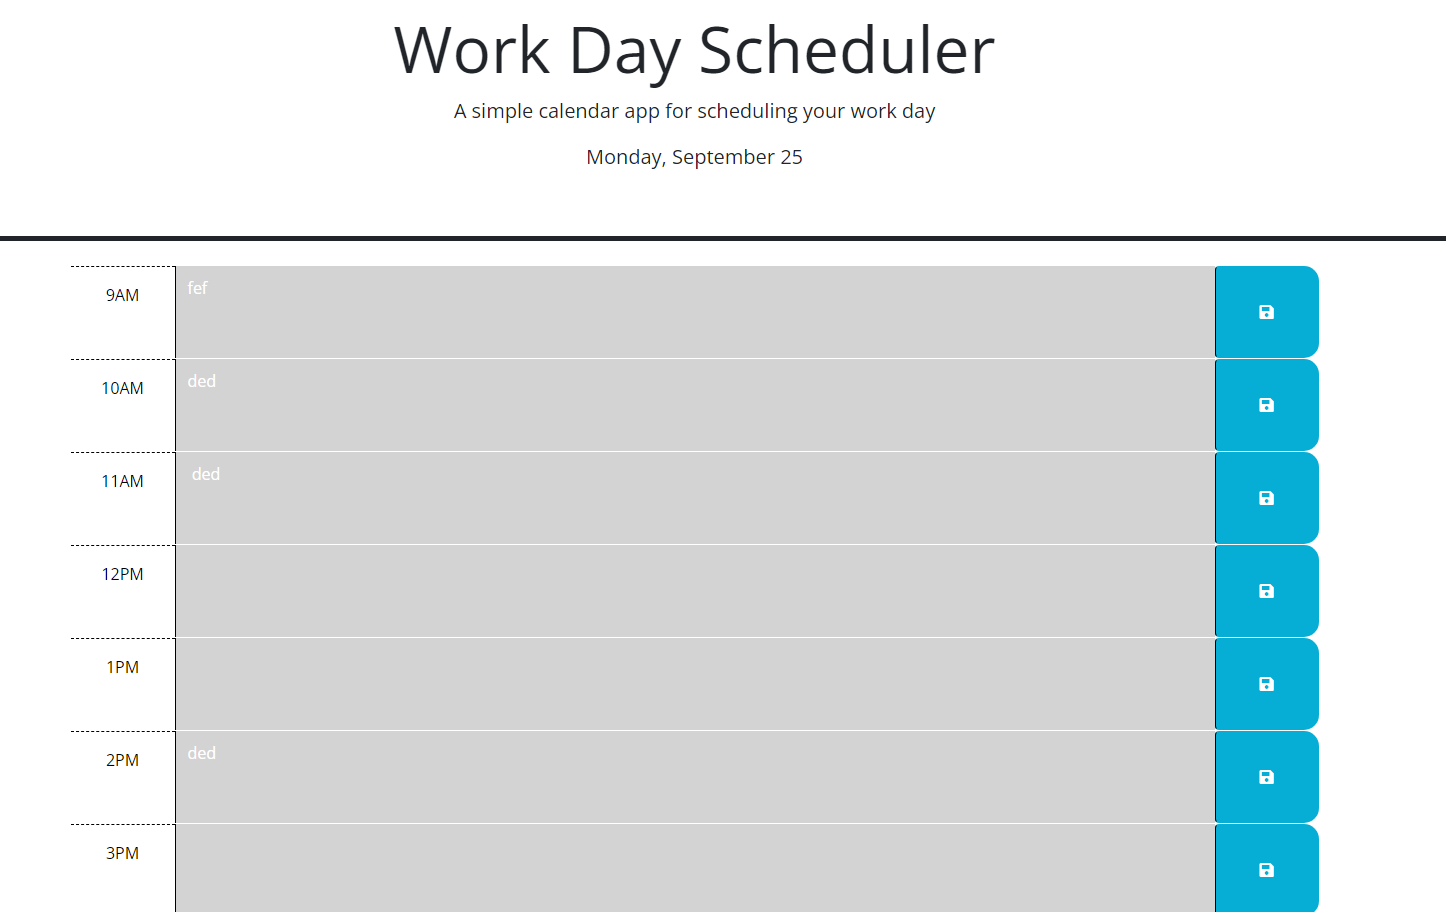 Work Day Scheduler
A simple calendar app for scheduling your work day
Monday, September 25
9AM
fef
10AM
ded
11AM
ded
12PM
1PM
2PM
ded
3PM